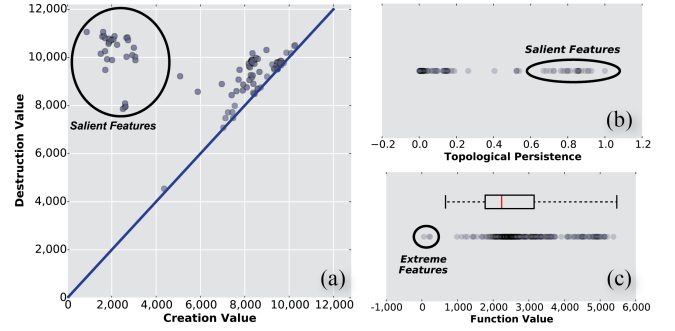 12,000
10,000
8,000
6,000
4,000
2,000
0
Destruction Value
Salient Features
(a)
0 2,000 4,000 6,000 8,000 10,000 12,000
Creation Value
Salient Features
(b)
−0.2 0.0 0.2 0.4 0.6 0.8 1.0 1.2
Topological Persistence
Extreme
Features
(c)
-1,000 0 1,000 2,000 3,000 4,000 5,000 6,000
Function Value